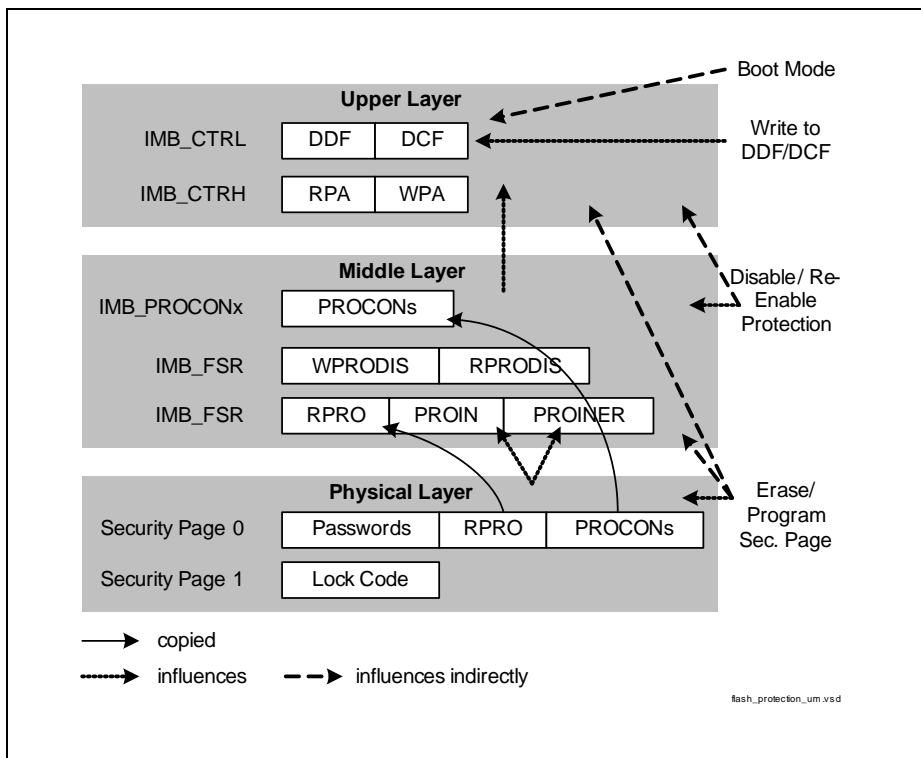 Boot Mode
Upper Layer
IMB_CTRL DDF DCF
Write to
DDF/DCF
IMB_CTRH RPA WPA
Middle Layer
Disable/ Re-
Enable
Protection
IMB_PROCONx PROCONs
IMB_FSR WPRODIS RPRODIS
IMB_FSR RPRO PROIN PROINER
Physical Layer
Erase/
Program
Sec. Page
Security Page 0 Passwords RPRO PROCONs
Security Page 1 Lock Code
copied
influences influences indirectly
flash_protection_um.vsd